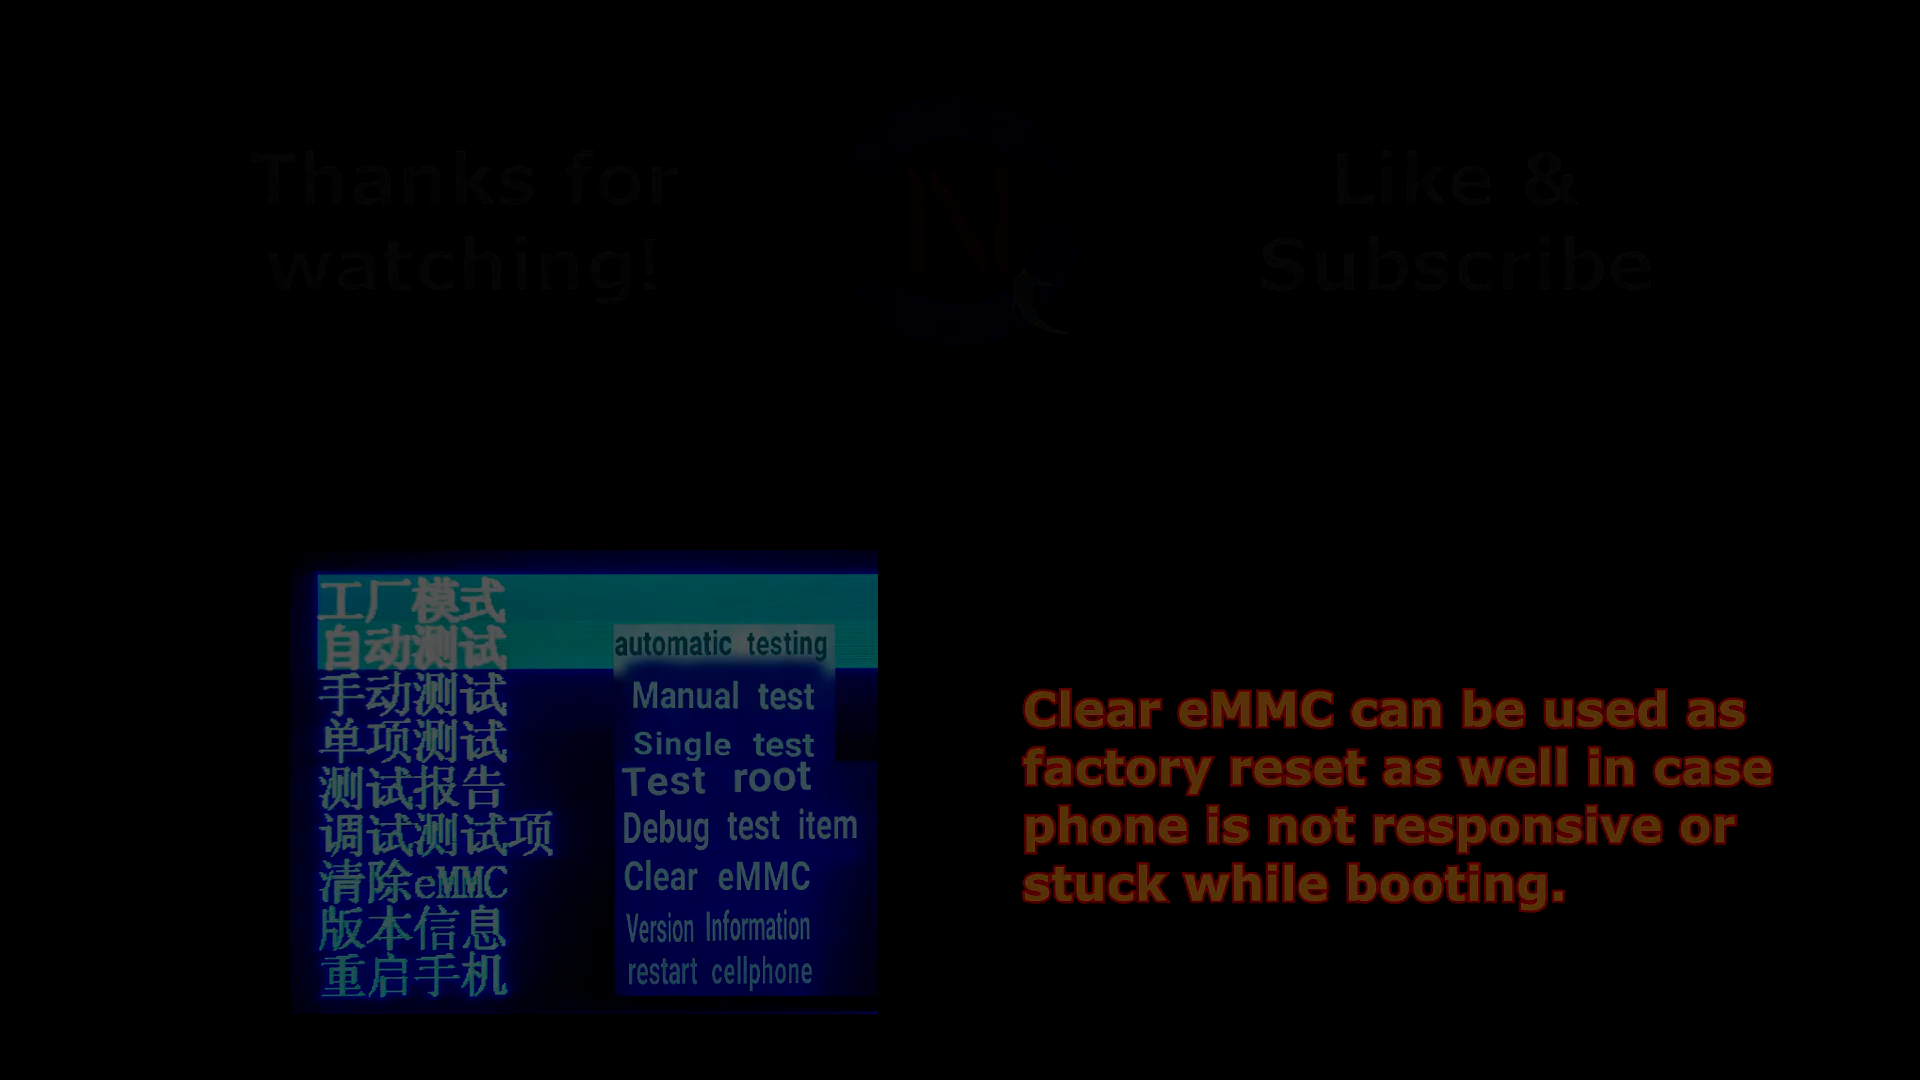 Thanks for
watching!
N
Like &
Subscribe
工厂模式
自动测试
手动测试
单项测试
测试报告
调试测试项
清除eMMC
版本信息
重启手机
automatic testing
Manual test
Single test
Test root
Debug test item
Clear eMMC
Version Information
restart cellphone
Clear eMMC can be used as
factory reset as well in case
phone is not responsive or
stuck while booting.